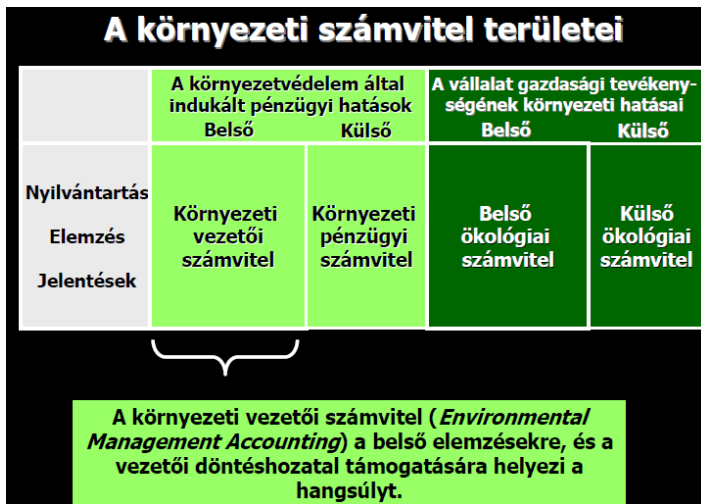 A környezeti számvitel területei
A környezetvédelem által
indukált pénzügyi hatások
Belső Külső
A vállalat gazdasági tevékeny-
ségének környezeti hatásai
Belső Külső
Nyilvántartás
Elemzés
Jelentések
Környezeti
vezetői
számvitel
Környezeti
pénzügyi
számvitel
Belső
ökológiai
számvitel
Külső
ökológiai
számvitel
A környezeti vezetői számvitel (Environmental
Management Accounting) a belső elemzésekre, és a
vezetői döntéshozatal támogatására helyezi a
hangsúlyt.